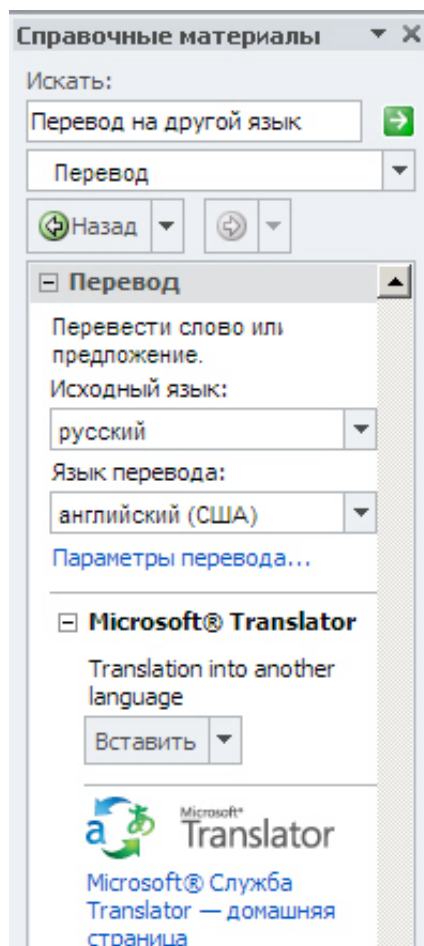 Справочные материалы
Искать:
Перевод на другой язык
Перевод
Назад
Перевод
Перевести слово или
предложение.
Исходный язык:
русский
Язык перевода:
английский (США)
Параметры перевода...
Microsoft® Translator
Translation into another
language
Вставить
Microsoft®
Translator
Microsoft® Служба
Translator — домашняя
страница